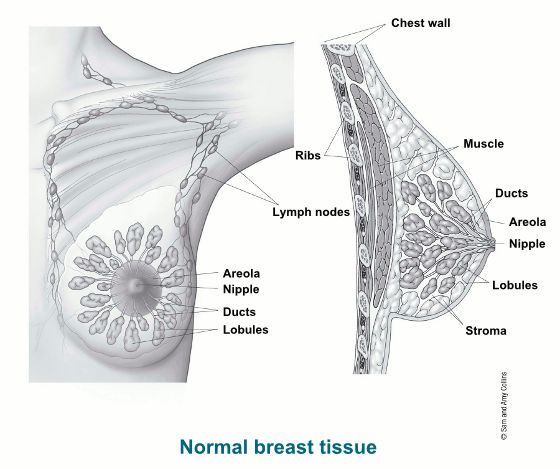 Chest wall
Ribs
Muscle
Lymph nodes
Ducts
Areola
Nipple
Lobules
Stroma
Areola
Nipple
Ducts
Lobules
© Sam and Amy Collins
Normal breast tissue